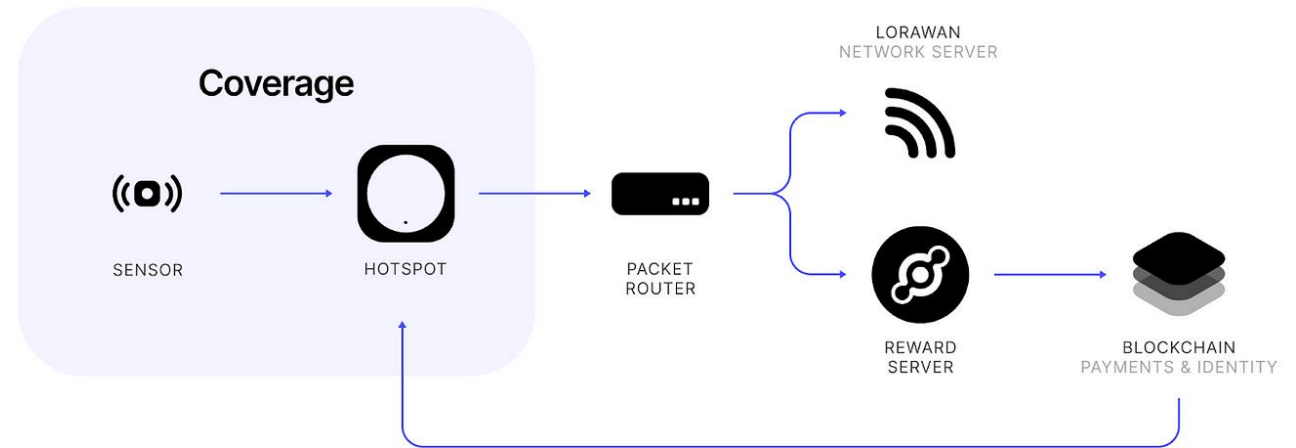 Coverage
SENSOR
HOTSPOT
PACKET
ROUTER
LORAWAN
NETWORK SERVER
REWARD
SERVER
BLOCKCHAIN
PAYMENTS & IDENTITY